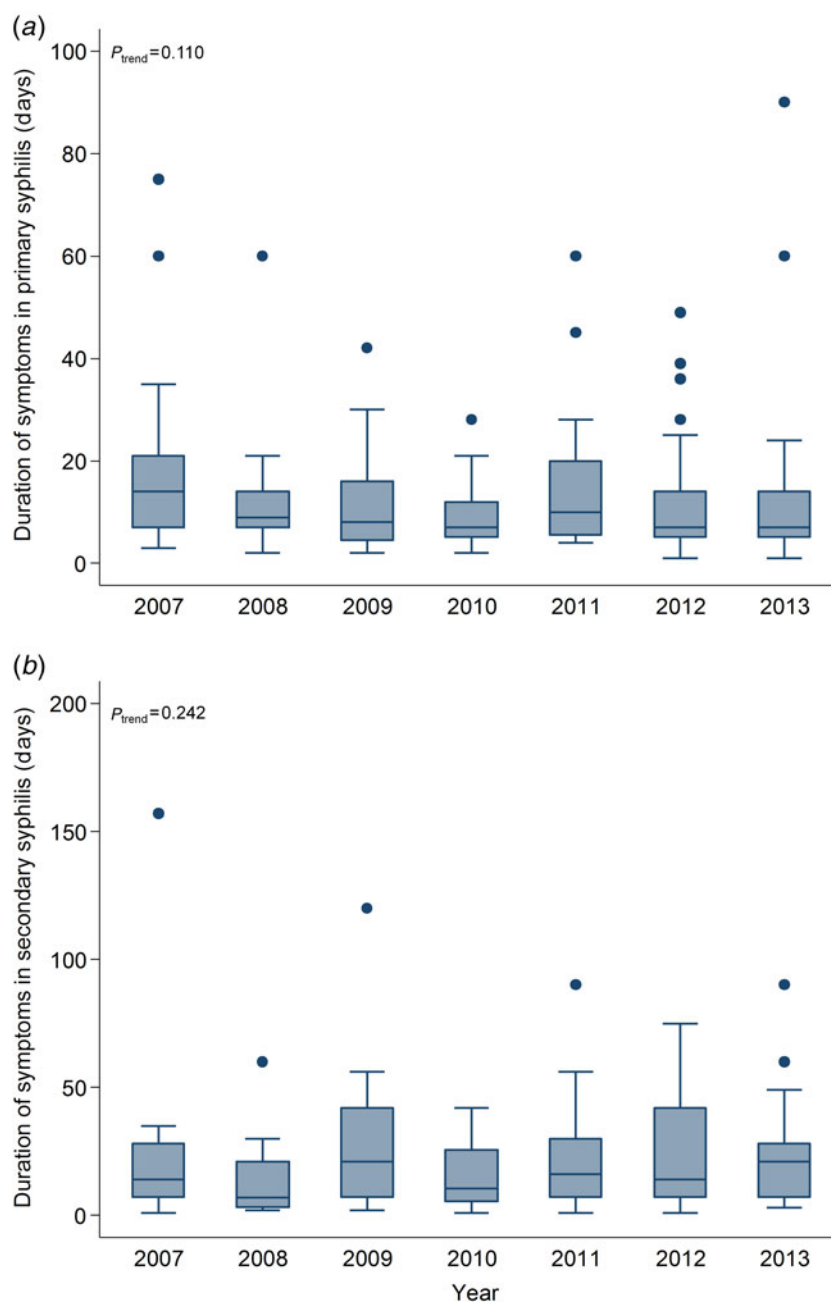 (a)
Duration of symptoms in primary syphilis (days)
P trend = 0.110
100
80
60
40
20
0
2007 2008 2009 2010 2011 2012 2013
(b)
Duration of symptoms in secondary syphilis (days)
P trend = 0.242
200
150
100
50
0
2007 2008 2009 2010 2011 2012 2013
Year